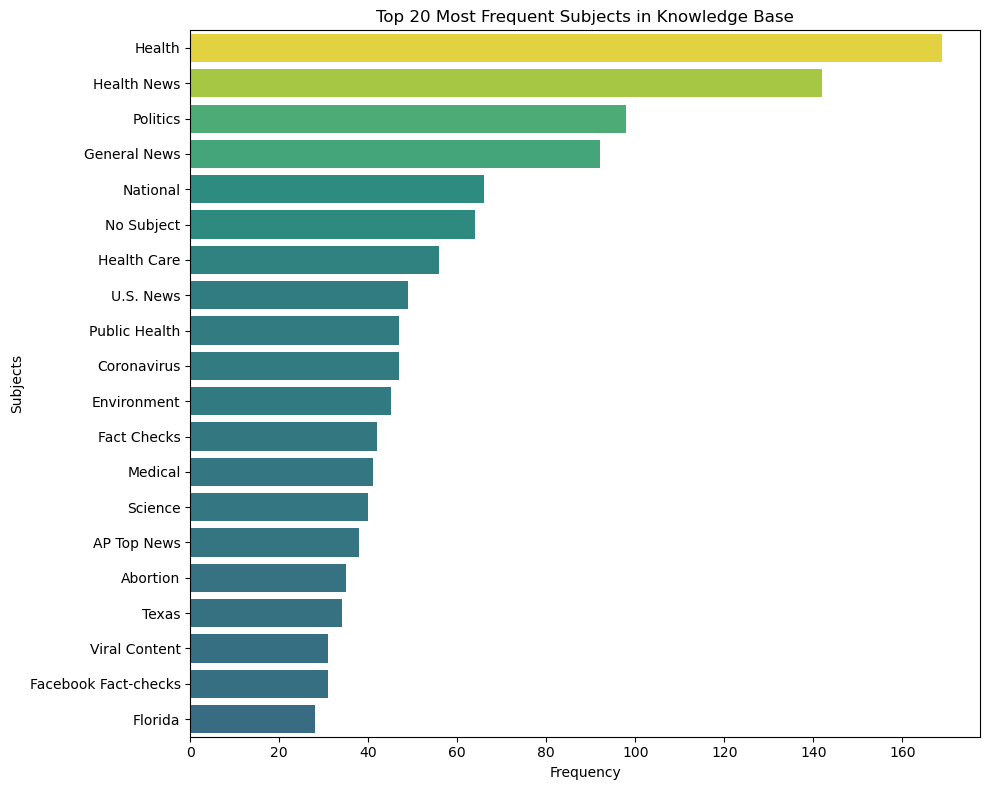 Top 20 Most Frequent Subjects in Knowledge Base
Health
Health News
Politics
General News
National
No Subject
Health Care
U.S. News
Public Health
Coronavirus
Environment
Fact Checks
Medical
Science
AP Top News
Abortion
Texas
Viral Content
Facebook Fact-checks
Florida
Subjects
0 20 40 60 80 100 120 140 160
Frequency